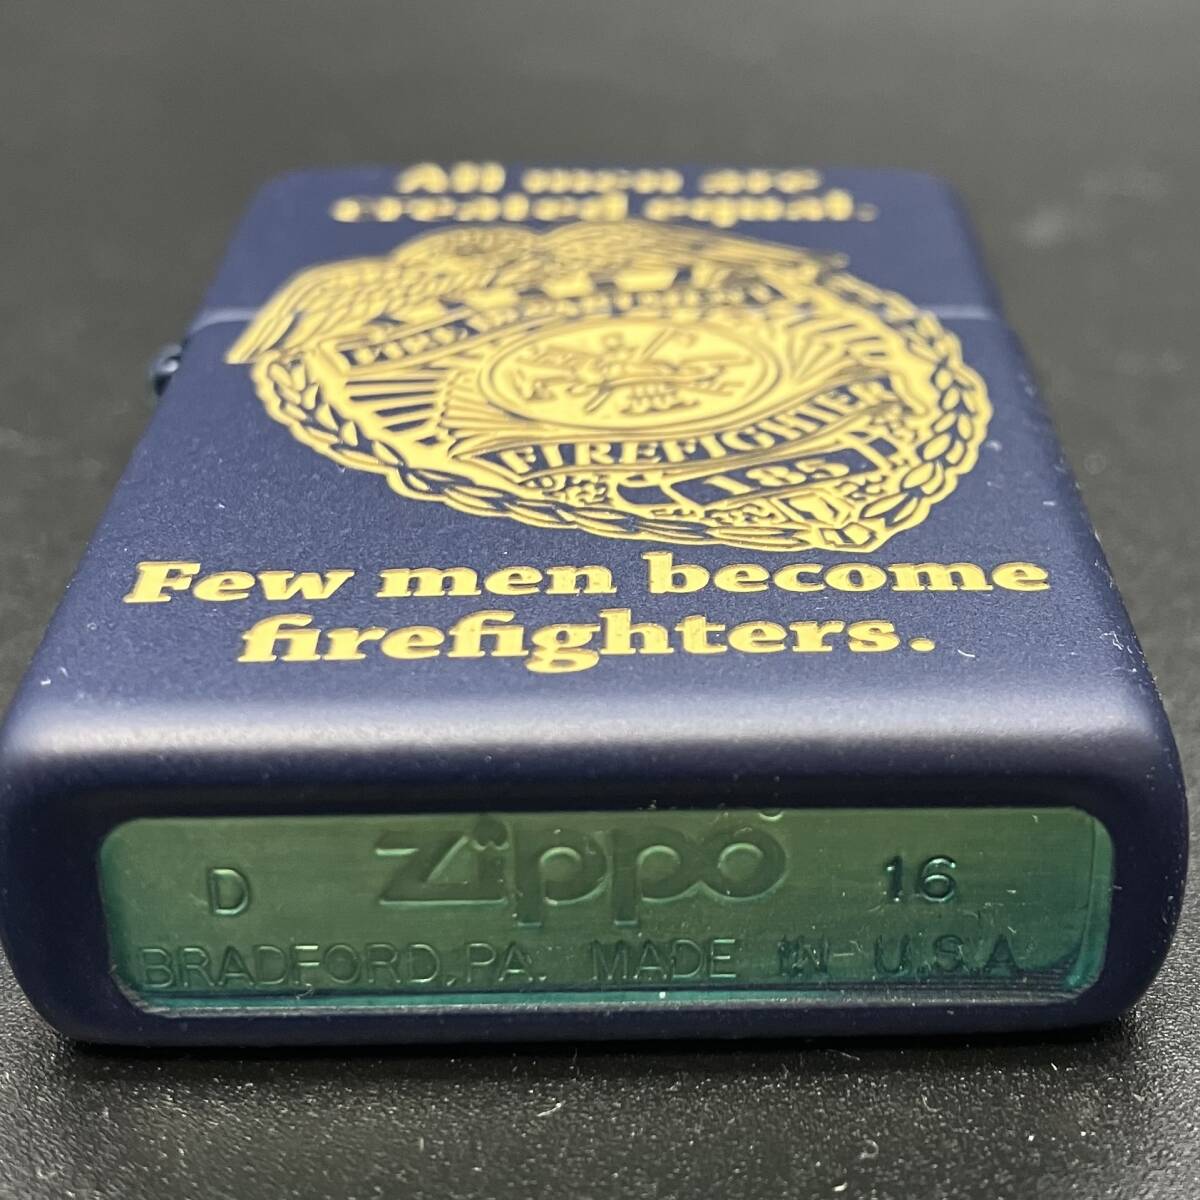 All men are
created equal.
FIRE DEPARTMENT
FIREFIGHTER
185
Few men become
firefighters.
D Zippo 16
BRADFORD, PA. MADE IN U.S.A